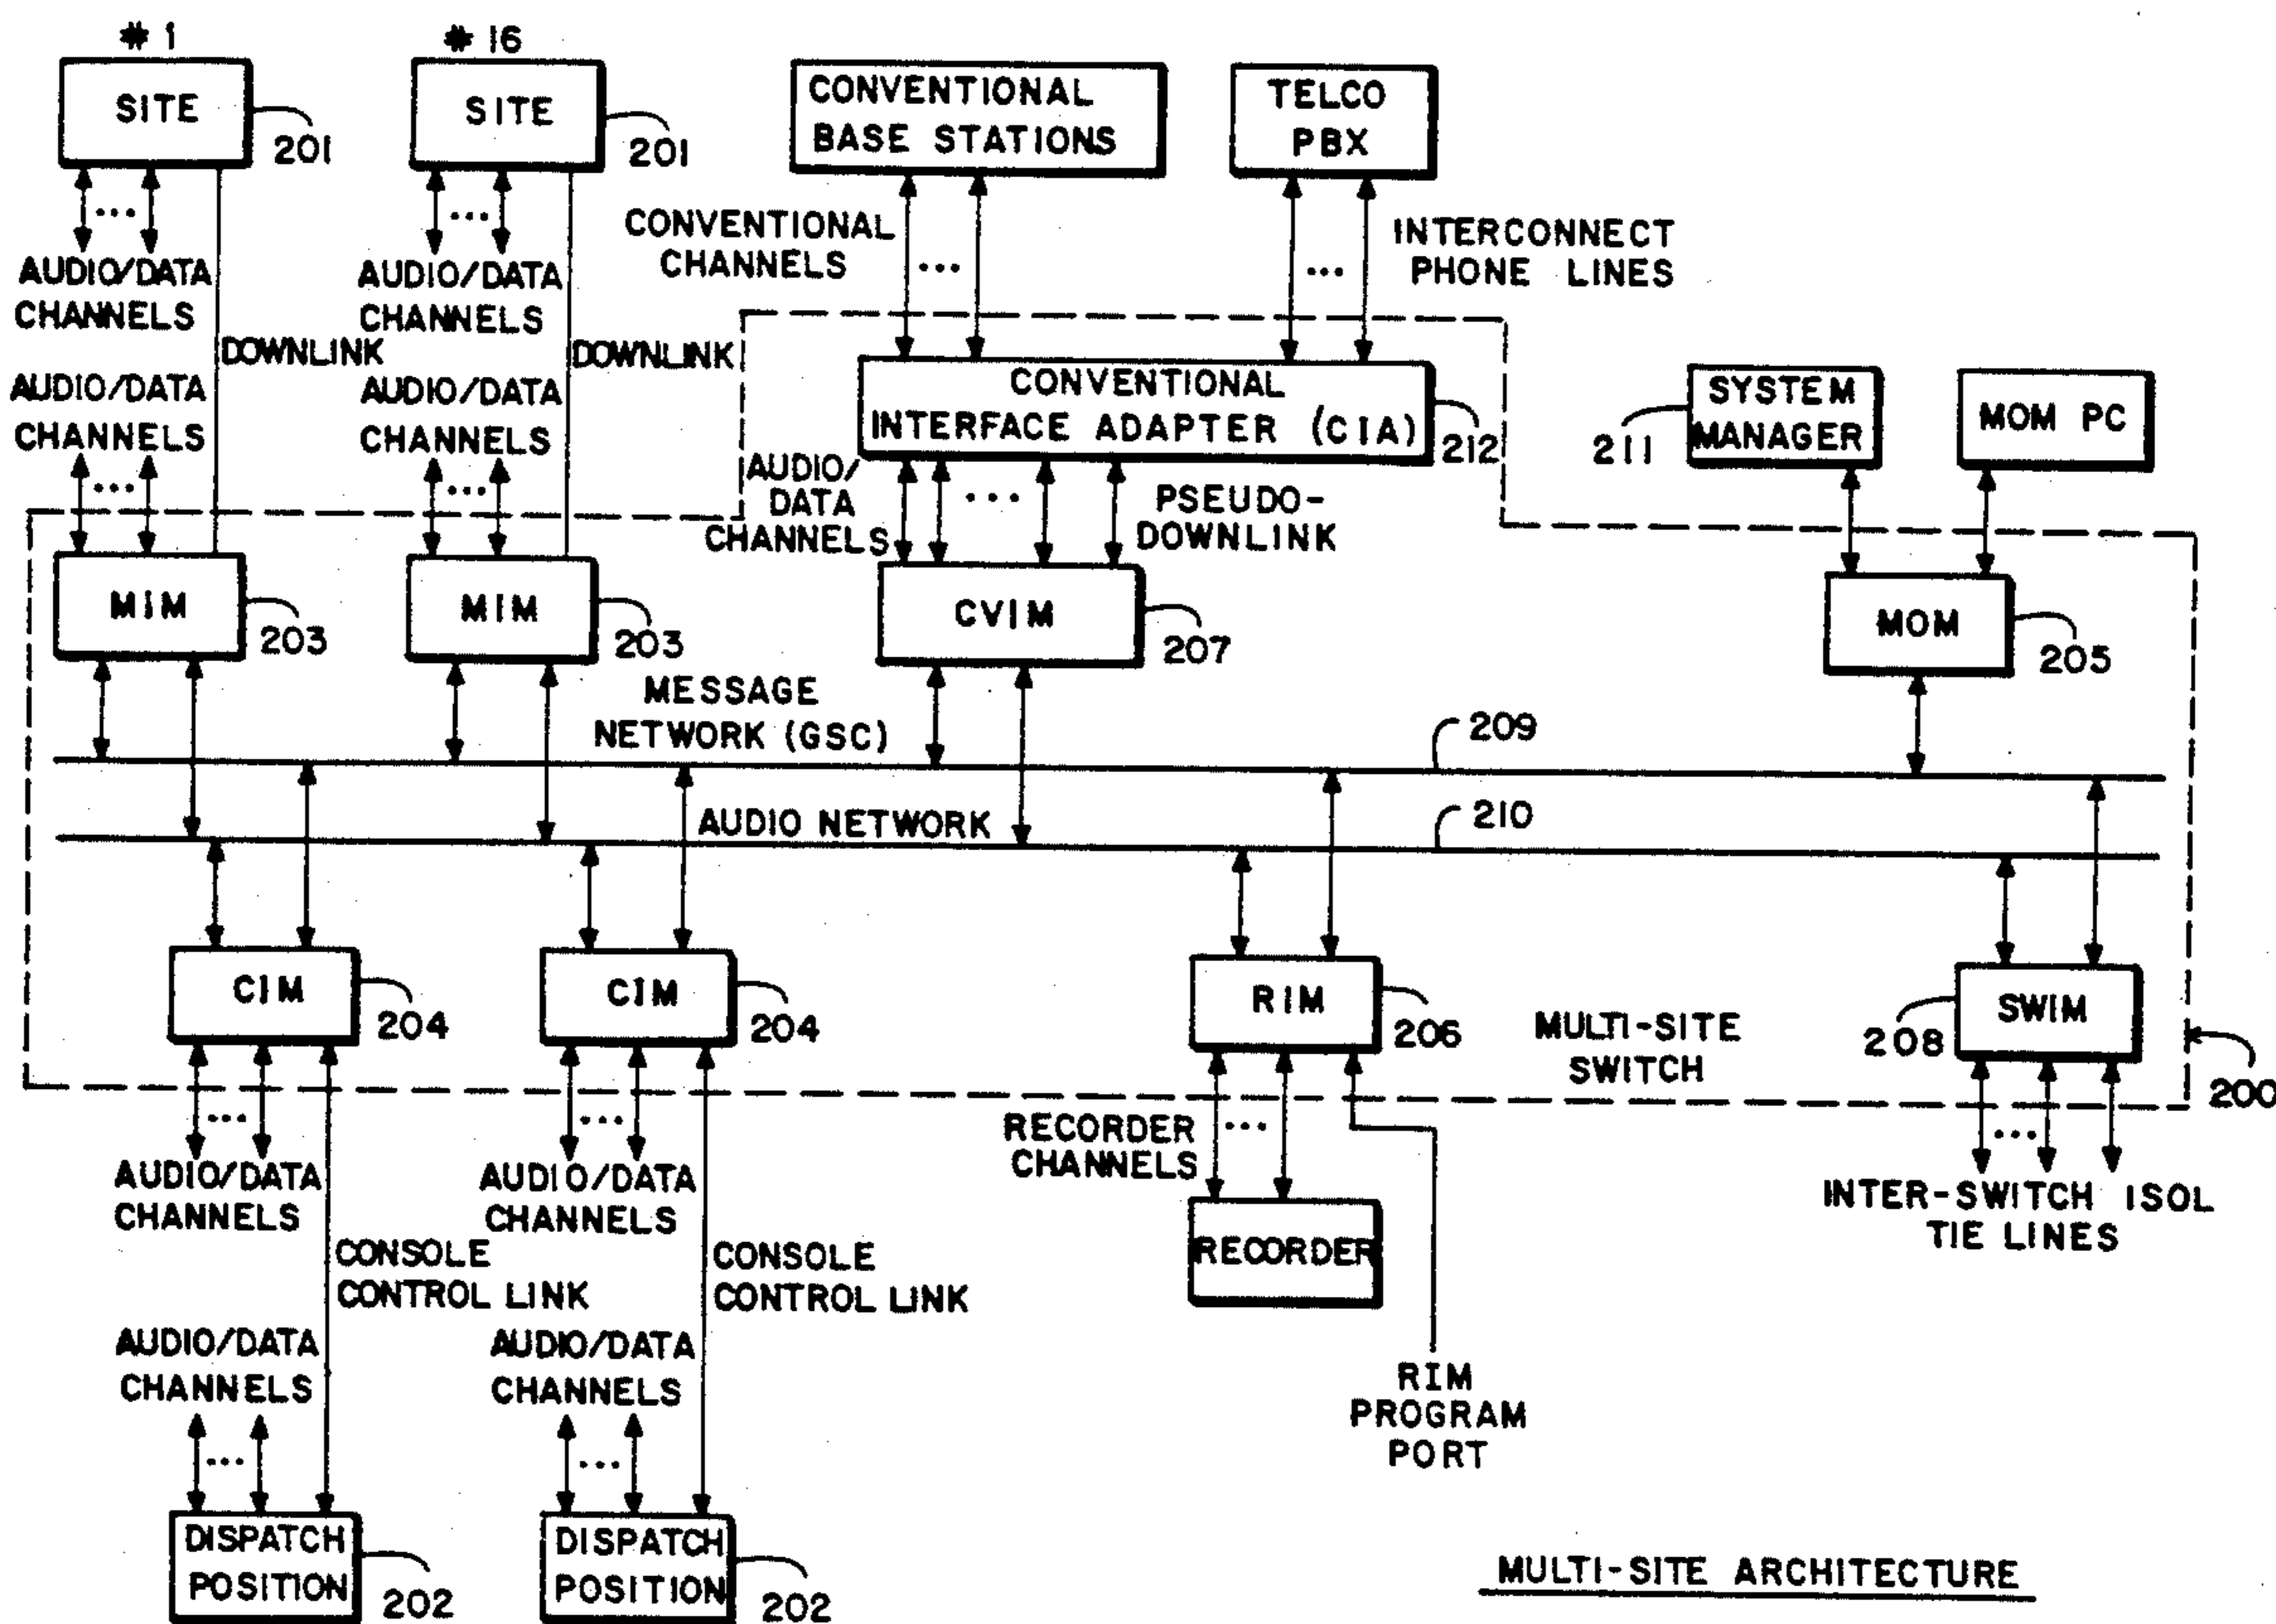 # 1
# 16
SITE
201
SITE
201
CONVENTIONAL
BASE STATIONS
TELCO
PBX
AUDIO/DATA
CHANNELS
DOWNLINK
AUDIO/DATA
CHANNELS
DOWNLINK
CONVENTIONAL
CHANNELS
INTERCONNECT
PHONE LINES
AUDIO/DATA
CHANNELS
AUDIO/DATA
CHANNELS
CONVENTIONAL
INTERFACE ADAPTER (CIA)
212
SYSTEM
MANAGER
211
MOM PC
AUDIO/
DATA
CHANNELS
PSEUDO-
DOWNLINK
MIM
203
MIM
203
CVIM
207
MOM
205
MESSAGE
NETWORK (GSC)
209
AUDIO NETWORK
210
CIM
204
CIM
204
RIM
206
MULTI-SITE
SWITCH
SWIM
208
200
AUDIO/DATA
CHANNELS
CONSOLE
CONTROL LINK
AUDIO/DATA
CHANNELS
CONSOLE
CONTROL LINK
RECORDER
CHANNELS
RECORDER
INTER-SWITCH ISOL
TIE LINES
AUDIO/DATA
CHANNELS
AUDIO/DATA
CHANNELS
RIM
PROGRAM
PORT
DISPATCH
POSITION
202
DISPATCH
POSITION
202
MULTI-SITE ARCHITECTURE